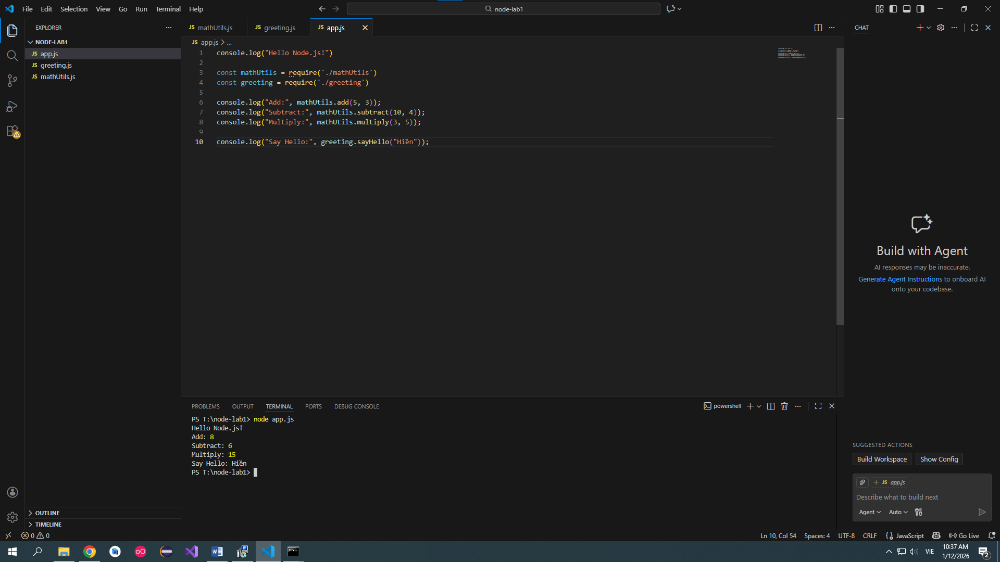 File Edit Selection View Go Run Terminal Help
node-lab1
EXPLORER
NODE-LAB1
JS app.js
JS greeting.js
JS mathUtils.js
OUTLINE
TIMELINE
JS mathUtils.js
JS greeting.js
JS app.js
JS app.js > ...
1 console.log("Hello Node.js!")
2
3 const mathUtils = require('./mathUtils')
4 const greeting = require('./greeting')
5
6 console.log("Add:", mathUtils.add(5, 3));
7 console.log("Subtract:", mathUtils.subtract(10, 4));
8 console.log("Multiply:", mathUtils.multiply(3, 5));
9
10 console.log("Say Hello:", greeting.sayHello("Hiền"));
PROBLEMS OUTPUT TERMINAL PORTS DEBUG CONSOLE
powershell
PS T:\node-lab1> node app.js
Hello Node.js!
Add: 8
Subtract: 6
Multiply: 15
Say Hello: Hiền
PS T:\node-lab1>
CHAT
Build with Agent
AI responses may be inaccurate.
Generate Agent Instructions to onboard AI
onto your codebase.
SUGGESTED ACTIONS
Build Workspace Show Config
JS app.js
Describe what to build next
Agent Auto
0 0
Ln 10, Col 54 Spaces: 4 UTF-8 CRLF JavaScript Go Live
VIE
10:37 AM
1/12/2026
2